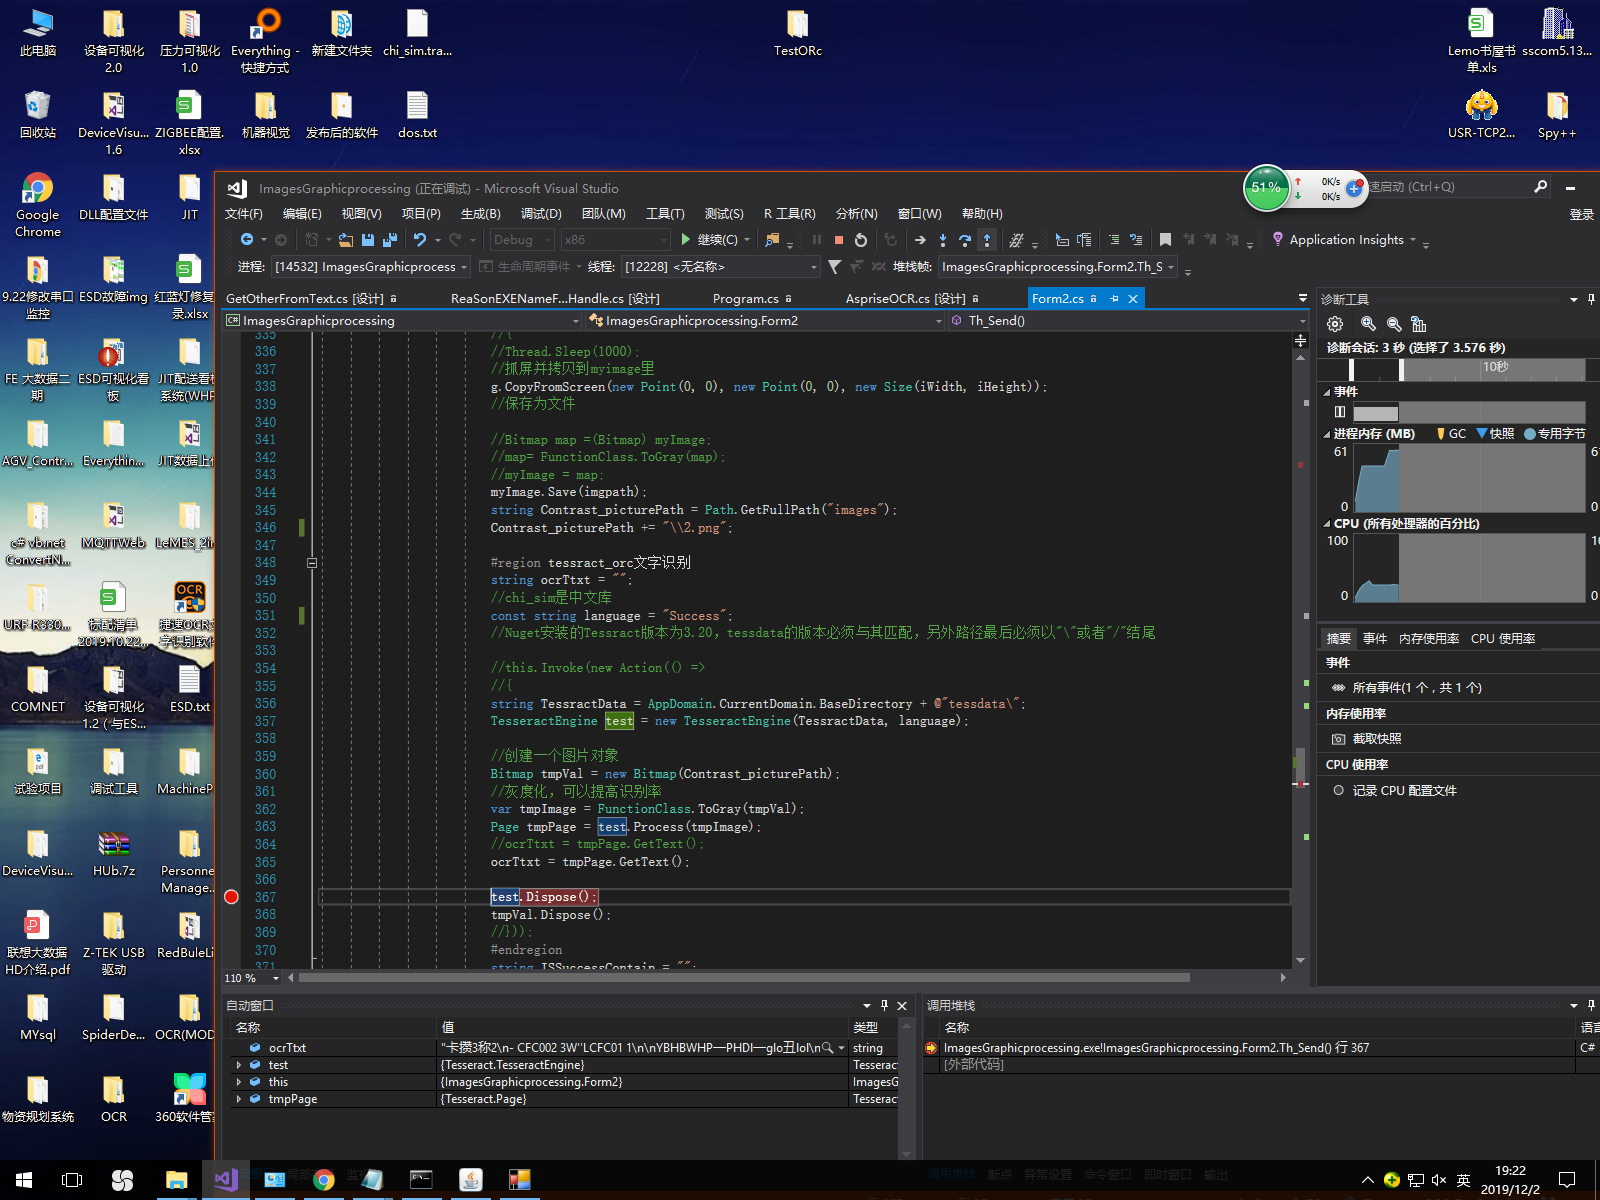 此电脑
设备可视化
2.0
压力可视化
1.0
Everything -
快捷方式
新建文件夹
chi_sim.tra...
TestORc
Lemo书屋书
单.xls
sscom5.13...
回收站
DeviceVisu...
1.6
ZIGBEE配置.
xlsx
机器视觉
发布后的软件
dos.txt
USR-TCP2...
Spy++
Google
Chrome
DLL配置文件
JIT
9.22修改串口
监控
ESD故障img
红蓝灯修复
录.xlsx
FE 大数据二
期
ESD可视化看
板
JIT配送看板
系统(WHP
AGV_Contr...
Everythin...
JIT数据上传
c# vb.net
ConvertN...
MQTTWeb
LeMES_2in
URF-R330...
标配清单
2019.10.22...
捷速OCR文
字识别软件
COMNET
设备可视化
1.2（与ES...
ESD.txt
试验项目
调试工具
MachineP
DeviceVisu...
HUb.7z
Personne
Manage..
联想大数据
HD介绍.pdf
Z-TEK USB
驱动
RedBuleLi
MYsql
SpiderDe...
OCR(MOD
物资规划系统
OCR
360软件管家
ImagesGraphicprocessing (正在调试) - Microsoft Visual Studio
51%
0K/s
0K/s
速启动 (Ctrl+Q)
文件(F) 编辑(E) 视图(V) 项目(P) 生成(B) 调试(D) 团队(M) 工具(T) 测试(S) R 工具(R) 分析(N) 窗口(W) 帮助(H)
登录
Debug x86 继续(C) Application Insights
进程: [14532] ImagesGraphicprocess 生命周期事件 线程: [12228] <无名称> 堆栈帧: ImagesGraphicprocessing.Form2.Th_S
GetOtherFromText.cs [设计] ReaSonEXENameF...Handle.cs [设计] Program.cs AspriseOCR.cs [设计] Form2.cs
ImagesGraphicprocessing ImagesGraphicprocessing.Form2 Th_Send()
335 //{
336 //Thread.Sleep(1000);
337 //抓屏并拷贝到myimage里
338 g.CopyFromScreen(new Point(0, 0), new Point(0, 0), new Size(iWidth, iHeight));
339 //保存为文件
340
341 //Bitmap map =(Bitmap) myImage;
342 //map= FunctionClass.ToGray(map);
343 //myImage = map;
344 myImage.Save(imgpath);
345 string Contrast_picturePath = Path.GetFullPath("images");
346 Contrast_picturePath += "\\2.png";
347
348 #region tessract_orc文字识别
349 string ocrTtxt = "";
350 //chi_sim是中文库
351 const string language = "Success";
352 //Nuget安装的Tessract版本为3.20，tessdata的版本必须与其匹配，另外路径最后必须以"\"或者"/"结尾
353
354 //this.Invoke(new Action(() =>
355 //{
356 string TessractData = AppDomain.CurrentDomain.BaseDirectory + @"tessdata\";
357 TesseractEngine test = new TesseractEngine(TessractData, language);
358
359 //创建一个图片对象
360 Bitmap tmpVal = new Bitmap(Contrast_picturePath);
361 //灰度化，可以提高识别率
362 var tmpImage = FunctionClass.ToGray(tmpVal);
363 Page tmpPage = test.Process(tmpImage);
364 //ocrTtxt = tmpPage.GetText();
365 ocrTtxt = tmpPage.GetText();
366
367 test.Dispose();
368 tmpVal.Dispose();
369 //}));
370 #endregion
371 string ISSuccessContain = "";
110 %
诊断工具
诊断会话: 3 秒 (选择了 3.576 秒)
10秒
事件
进程内存 (MB) GC 快照 专用字节
61
0
0
CPU (所有处理器的百分比)
100
0
0
摘要 事件 内存使用率 CPU 使用率
事件
所有事件(1 个，共 1 个)
内存使用率
截取快照
CPU 使用率
记录 CPU 配置文件
自动窗口
名称 值 类型
ocrTtxt "卡攒3称2\n- CFC002 3W''LCFC01 1\n\nYBHBWHP—PHDI—glo丑lol\n string
test {Tesseract.TesseractEngine} Tesserac
this {ImagesGraphicprocessing.Form2} ImagesG
tmpPage {Tesseract.Page} Tesserac
调用堆栈
名称 语言
ImagesGraphicprocessing.exe!ImagesGraphicprocessing.Form2.Th_Send() 行 367 C#
[外部代码]
调用堆栈 断点 异常设置 命令窗口 即时窗口 输出
英
19:22
2019/12/2